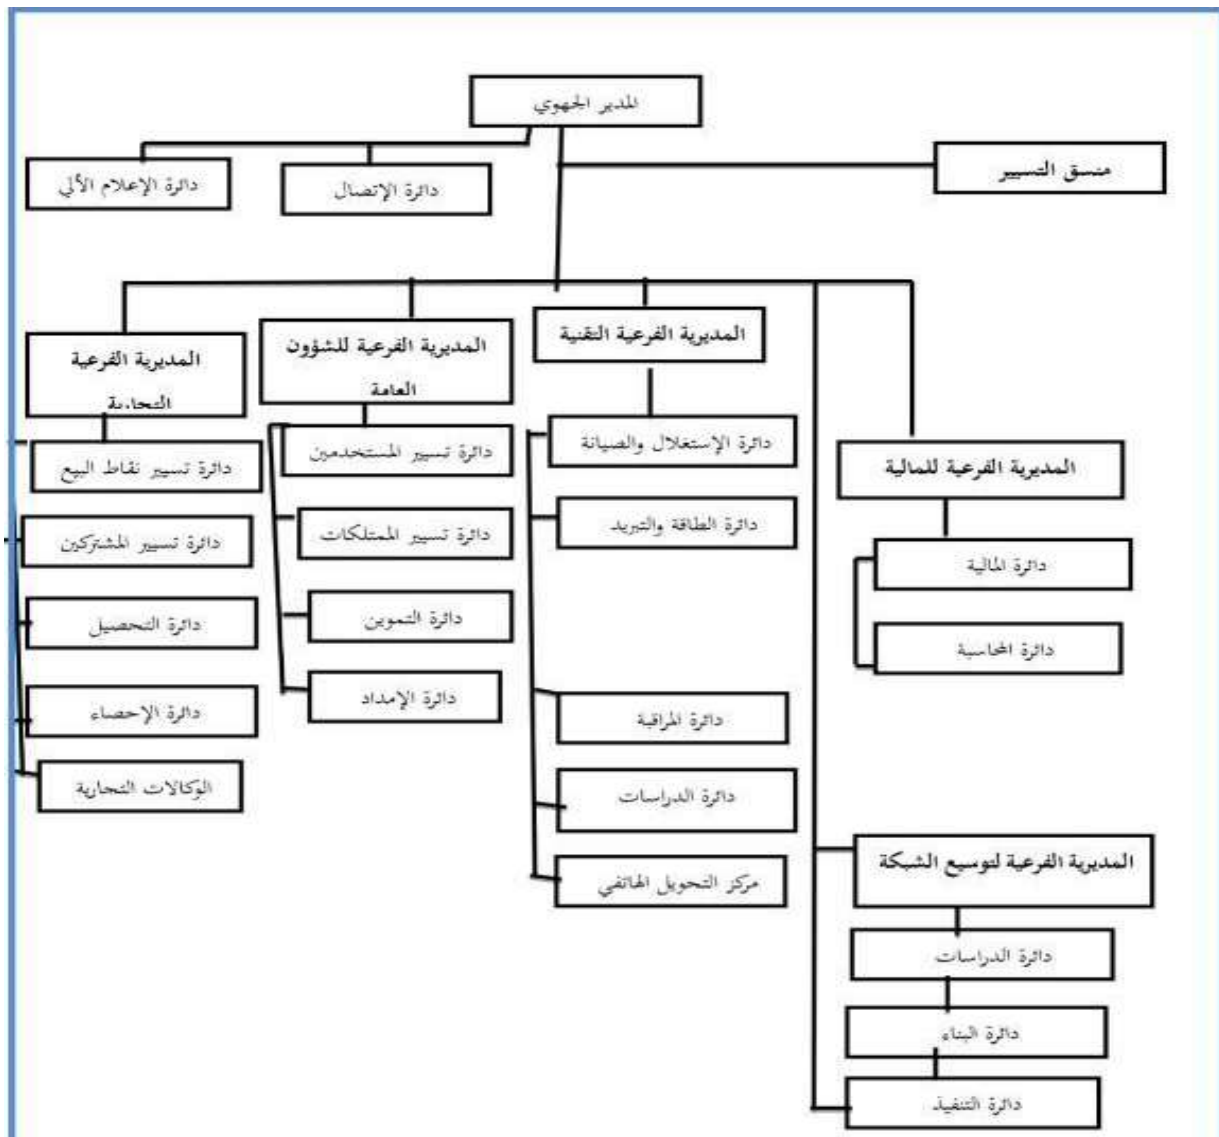 المدير الجهوي
منسق التسيير
دائرة الإتصال
دائرة الإعلام الألي
المديرية الفرعية التقنية
المديرية الفرعية للشؤون
العامة
المديرية الفرعية
التجارية
دائرة الإستغلال والصيانة
دائرة تسيير المستخدمين
دائرة تسيير نقاط البيع
المديرية الفرعية للمالية
دائرة الطاقة والتبريد
دائرة تسيير الممتلكات
دائرة تسيير المشتركين
دائرة المالية
دائرة التموين
دائرة التحصيل
دائرة المحاسبة
دائرة المراقبة
دائرة الإمداد
دائرة الإحصاء
دائرة الدراسات
الوكالات التجارية
المديرية الفرعية لتوسيع الشبكة
مركز التحويل الهاتفي
دائرة الدراسات
دائرة البناء
دائرة التنفيذ